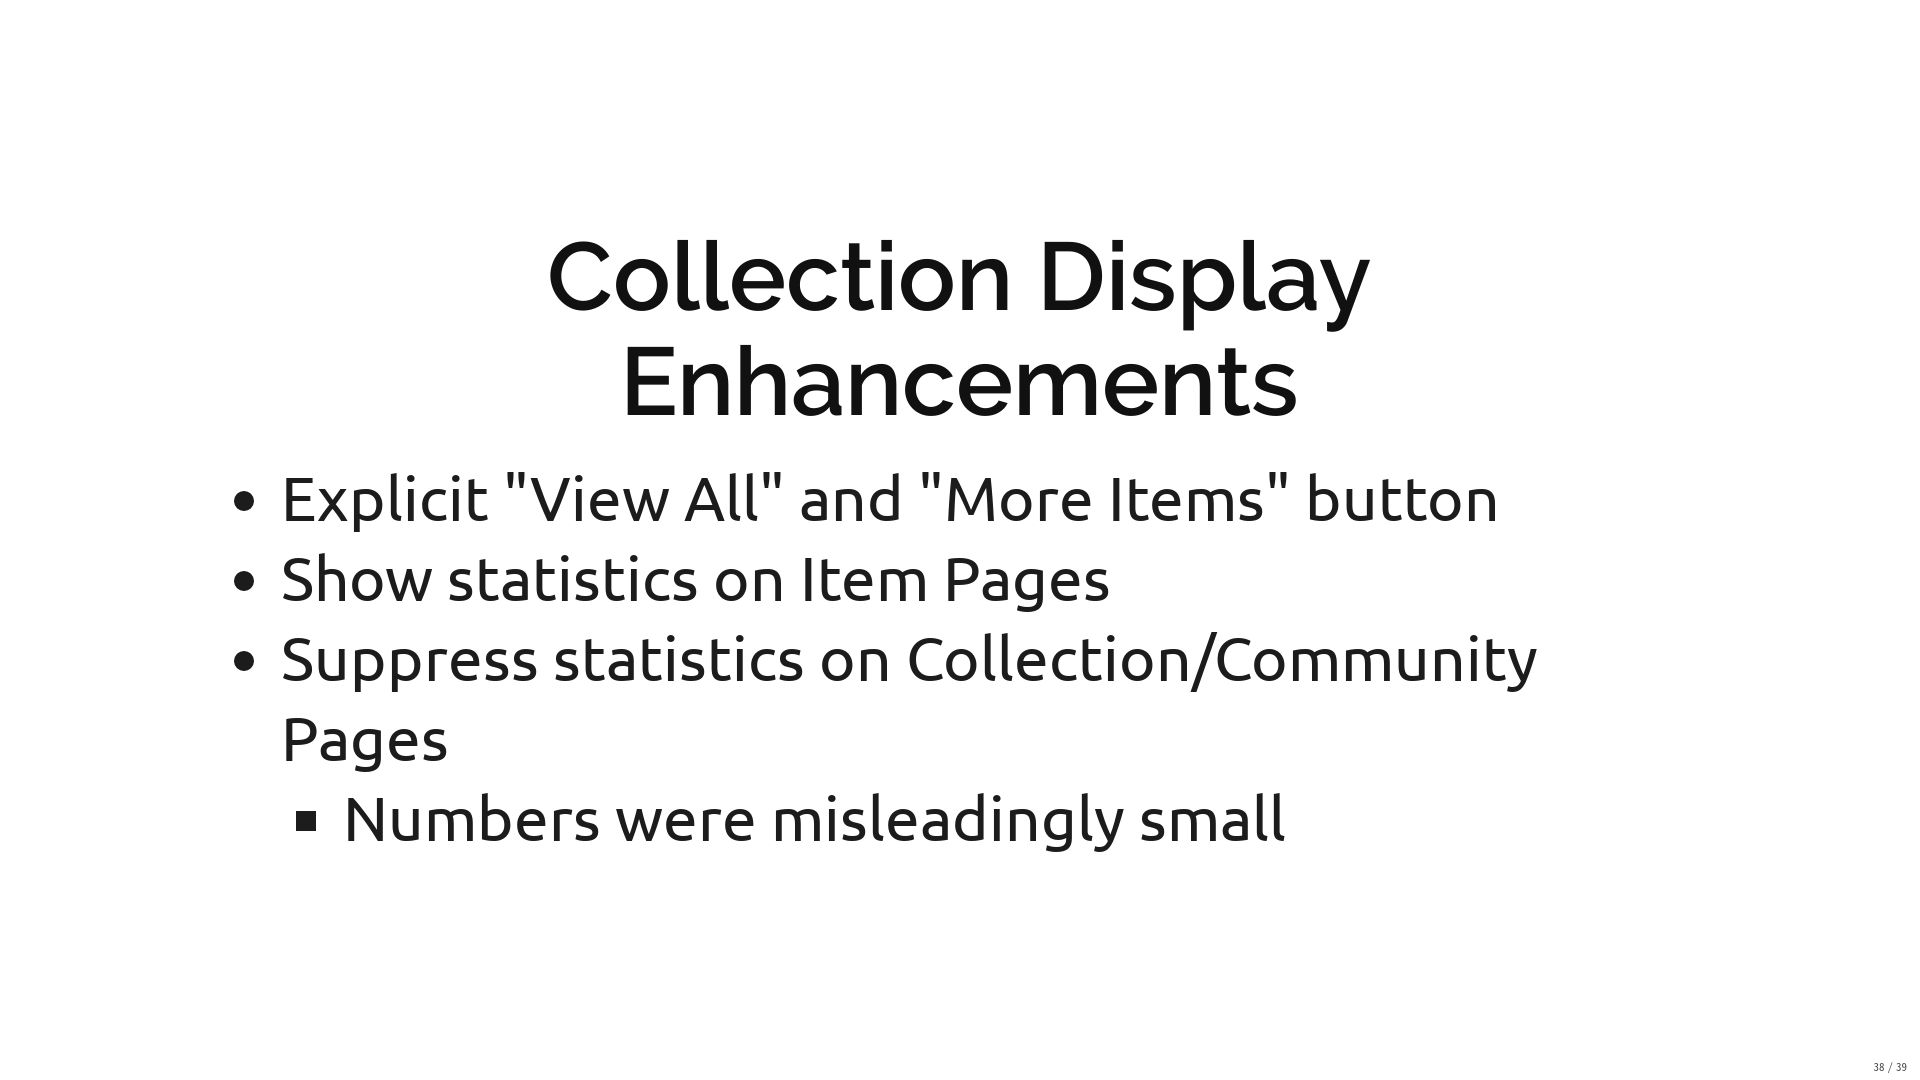 Collection Display
Enhancements
• Explicit "View All" and "More Items" button
• Show statistics on Item Pages
• Suppress statistics on Collection/Community
Pages
▪ Numbers were misleadingly small
38 / 39